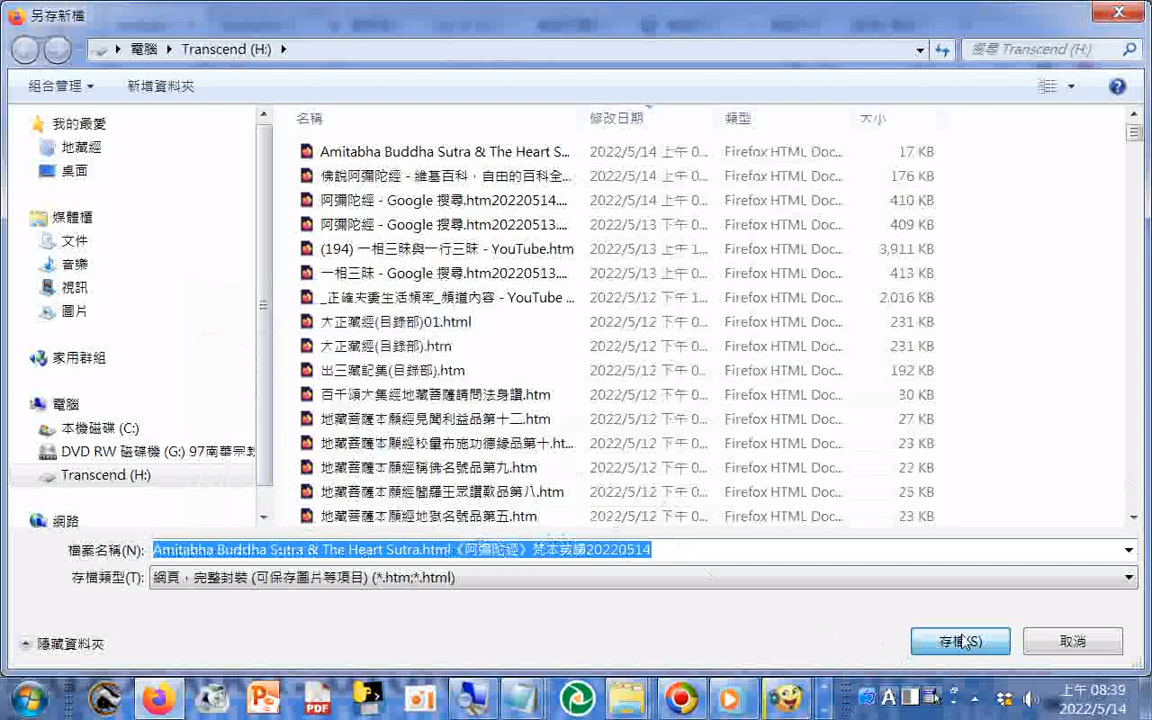 另存新檔
電腦 Transcend (H:)
搜尋 Transcend (H:)
組合管理 新增資料夾
我的最愛
地藏經
桌面
媒體櫃
文件
音樂
視訊
圖片
家用群組
電腦
本機磁碟 (C:)
DVD RW 磁碟機 (G:) 97南華宗
Transcend (H:)
網路
名稱 修改日期 類型 大小
Amitabha Buddha Sutra & The Heart S... 2022/5/14 上午 0... Firefox HTML Doc... 17 KB
佛說阿彌陀經 - 維基百科，自由的百科全... 2022/5/14 上午 0... Firefox HTML Doc... 176 KB
阿彌陀經 - Google 搜尋.htm20220514.... 2022/5/14 上午 0... Firefox HTML Doc... 410 KB
阿彌陀經 - Google 搜尋.htm20220513.... 2022/5/13 上午 0... Firefox HTML Doc... 409 KB
(194) 一相三昧與一行三昧 - YouTube.htm 2022/5/13 上午 1... Firefox HTML Doc... 3,911 KB
一相三昧 - Google 搜尋.htm20220513.... 2022/5/13 上午 0... Firefox HTML Doc... 413 KB
_正確夫妻生活頻率_頻道內容 - YouTube ... 2022/5/12 下午 1... Firefox HTML Doc... 2,016 KB
大正藏經(目錄部)01.html 2022/5/12 下午 0... Firefox HTML Doc... 231 KB
大正藏經(目錄部).htm 2022/5/12 下午 0... Firefox HTML Doc... 231 KB
出三藏記集(目錄部).htm 2022/5/12 下午 0... Firefox HTML Doc... 192 KB
百千頌大集經地藏菩薩請問法身讚.htm 2022/5/12 下午 0... Firefox HTML Doc... 30 KB
地藏菩薩本願經見聞利益品第十二.htm 2022/5/12 下午 0... Firefox HTML Doc... 27 KB
地藏菩薩本願經校量布施功德緣品第十.ht... 2022/5/12 下午 0... Firefox HTML Doc... 23 KB
地藏菩薩本願經稱佛名號品第九.htm 2022/5/12 下午 0... Firefox HTML Doc... 22 KB
地藏菩薩本願經閻羅王眾讚歎品第八.htm 2022/5/12 下午 0... Firefox HTML Doc... 25 KB
地藏菩薩本願經地獄名號品第五.htm 2022/5/12 下午 0... Firefox HTML Doc... 23 KB
檔案名稱(N): Amitabha Buddha Sutra & The Heart Sutra.html《阿彌陀經》梵本誦20220514
存檔類型(T): 網頁，完整封裝 (可保存圖片等項目) (*.htm;*.html)
隱藏資料夾 存檔(S) 取消
上午 08:39
2022/5/14